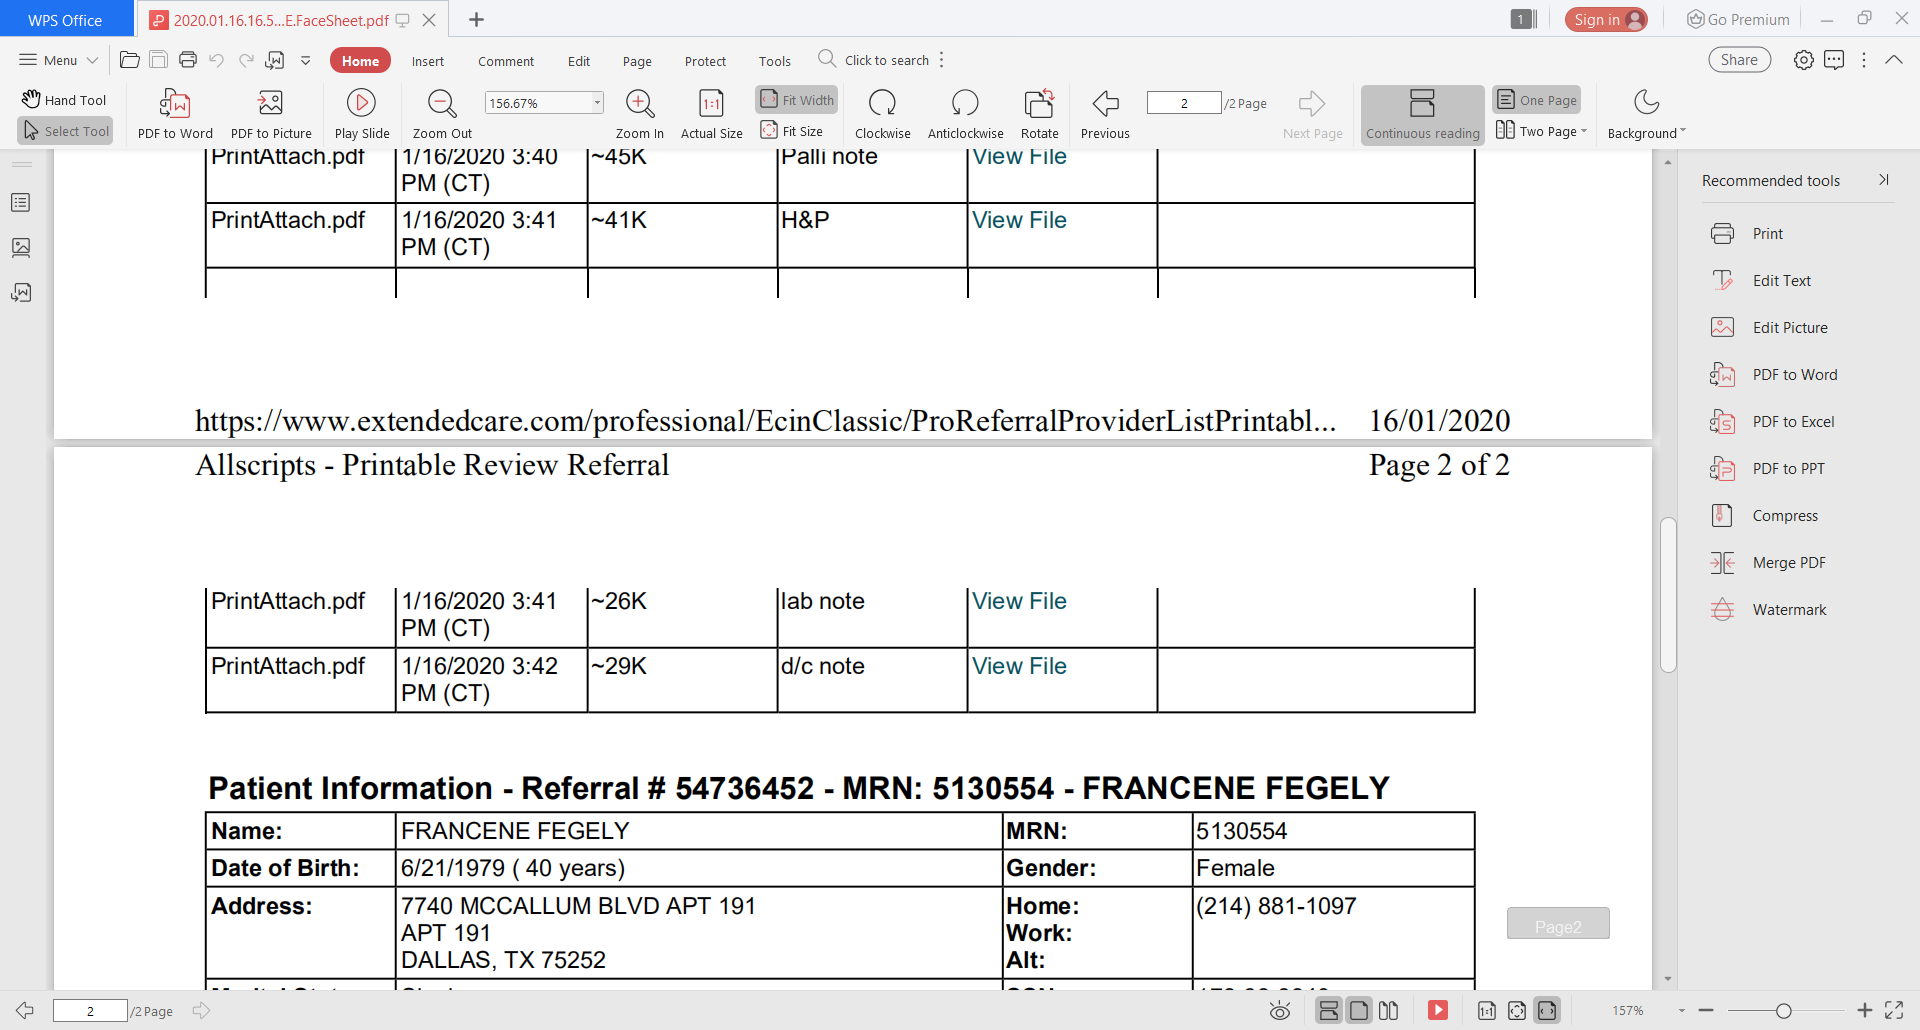 WPS Office
2020.01.16.16.5...E.FaceSheet.pdf
1
Sign in
Go Premium
Menu
Home
Insert
Comment
Edit
Page
Protect
Tools
Click to search
Share
Hand Tool
Select Tool
PDF to Word
PDF to Picture
Play Slide
Zoom Out
156.67%
Zoom In
1:1
Actual Size
Fit Width
Fit Size
Clockwise
Anticlockwise
Rotate
Previous
2 /2 Page
Next Page
Continuous reading
One Page
Two Page
Background
PrintAttach.pdf 1/16/2020 3:40 ~45K Palli note View File
PM (CT)
PrintAttach.pdf 1/16/2020 3:41 ~41K H&P View File
PM (CT)
https://www.extendedcare.com/professional/EcinClassic/ProReferralProviderListPrintabl... 16/01/2020
Allscripts - Printable Review Referral Page 2 of 2
PrintAttach.pdf 1/16/2020 3:41 ~26K lab note View File
PM (CT)
PrintAttach.pdf 1/16/2020 3:42 ~29K d/c note View File
PM (CT)
Patient Information - Referral # 54736452 - MRN: 5130554 - FRANCENE FEGELY
Name: FRANCENE FEGELY MRN: 5130554
Date of Birth: 6/21/1979 ( 40 years) Gender: Female
Address: 7740 MCCALLUM BLVD APT 191 Home: (214) 881-1097
APT 191 Work:
DALLAS, TX 75252 Alt:
Page2
Recommended tools
Print
Edit Text
Edit Picture
PDF to Word
PDF to Excel
PDF to PPT
Compress
Merge PDF
Watermark
2 /2 Page
1:1
157%